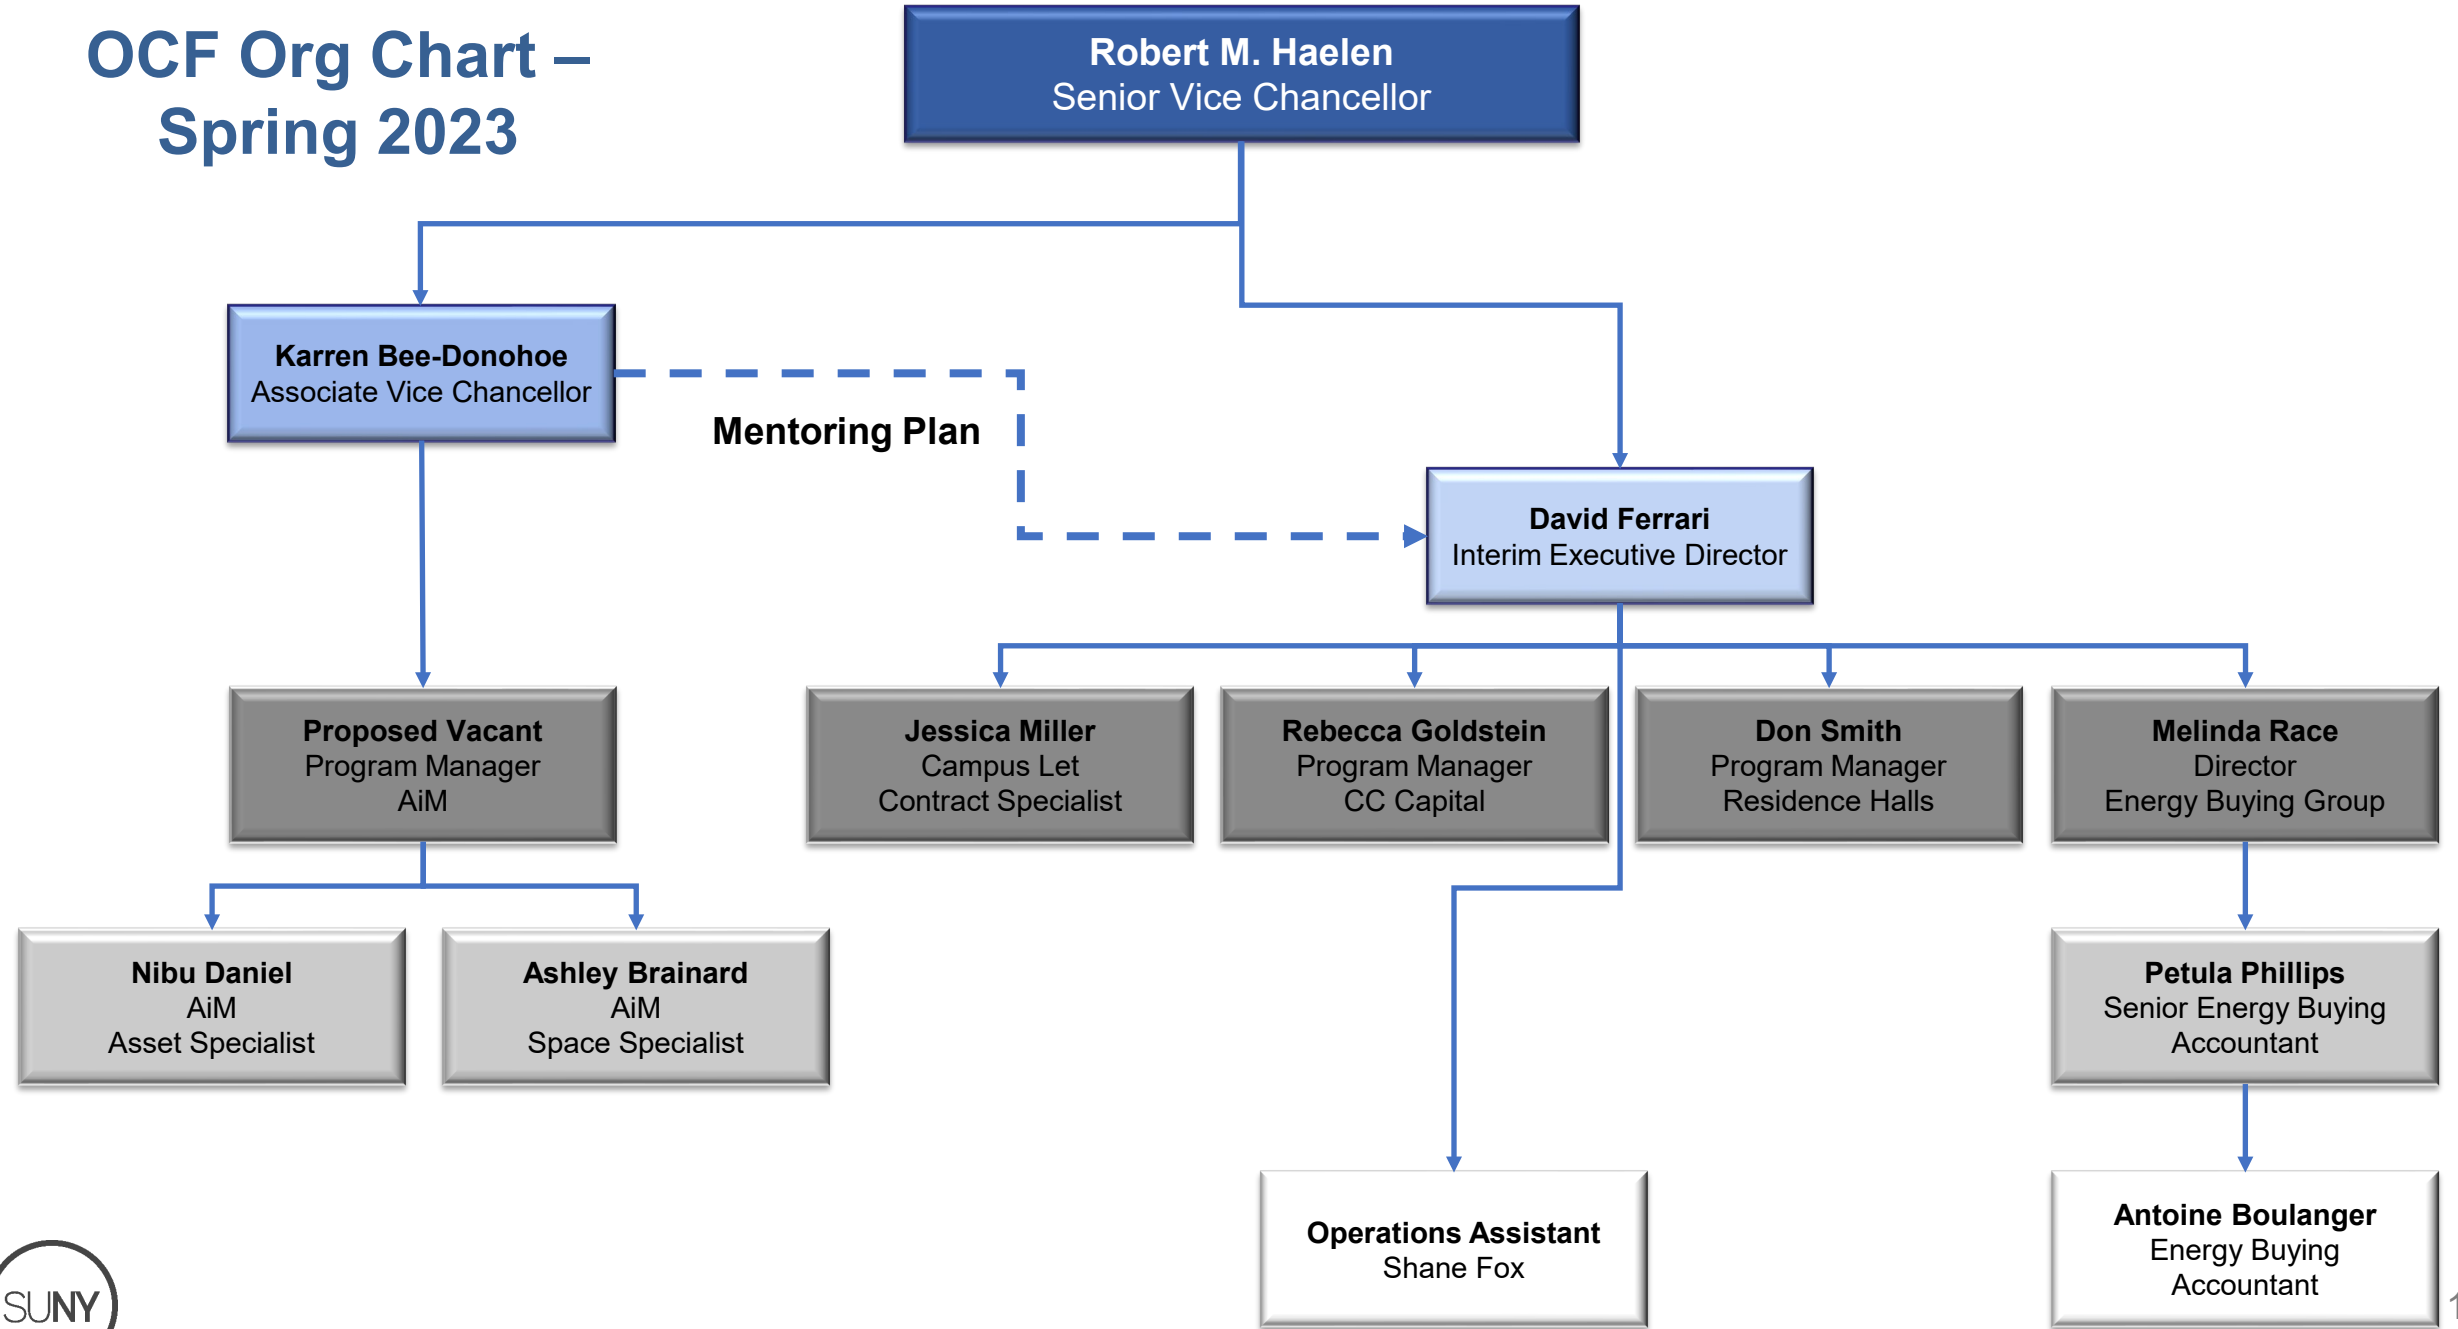 OCF Org Chart –
Spring 2023
Robert M. Haelen
Senior Vice Chancellor
Karren Bee-Donohoe
Associate Vice Chancellor
Mentoring Plan
David Ferrari
Interim Executive Director
Proposed Vacant
Program Manager
AiM
Jessica Miller
Campus Let
Contract Specialist
Rebecca Goldstein
Program Manager
CC Capital
Don Smith
Program Manager
Residence Halls
Melinda Race
Director
Energy Buying Group
Nibu Daniel
AiM
Asset Specialist
Ashley Brainard
AiM
Space Specialist
Petula Phillips
Senior Energy Buying
Accountant
Operations Assistant
Shane Fox
Antoine Boulanger
Energy Buying
Accountant
SUNY